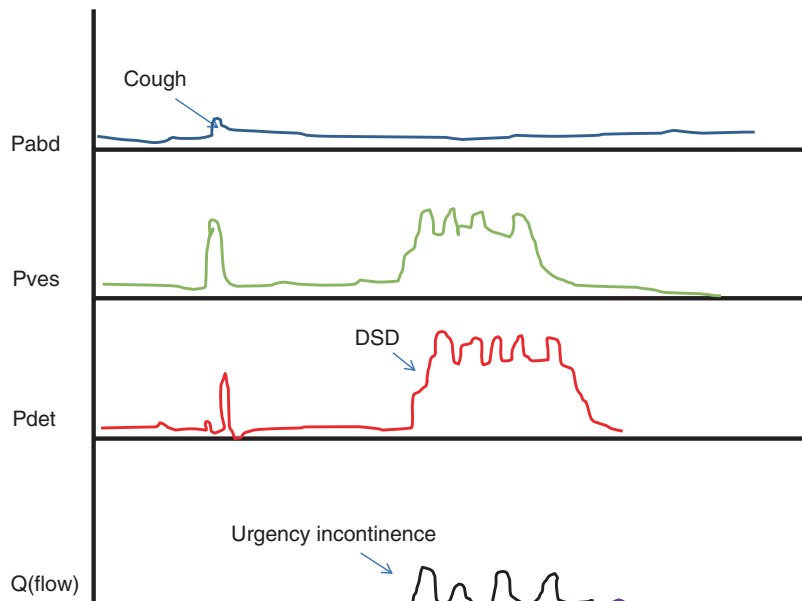 Cough
Pabd
Pves
DSD
Pdet
Urgency incontinence
Q(flow)